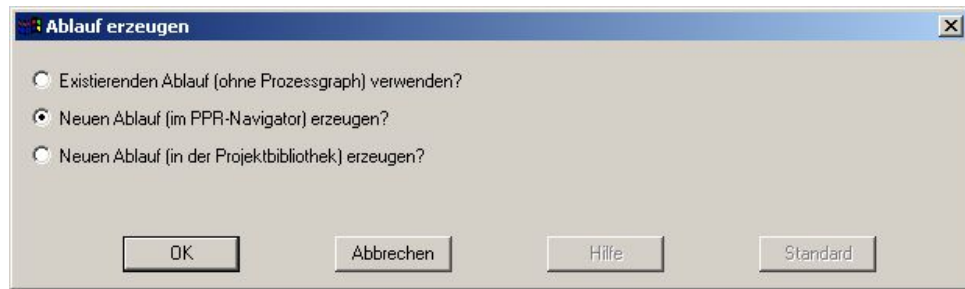 Ablauf erzeugen
Existierenden Ablauf (ohne Prozessgraph) verwenden?
Neuen Ablauf (im PPR-Navigator) erzeugen?
Neuen Ablauf (in der Projektbibliothek) erzeugen?
OK Abbrechen Hilfe Standard